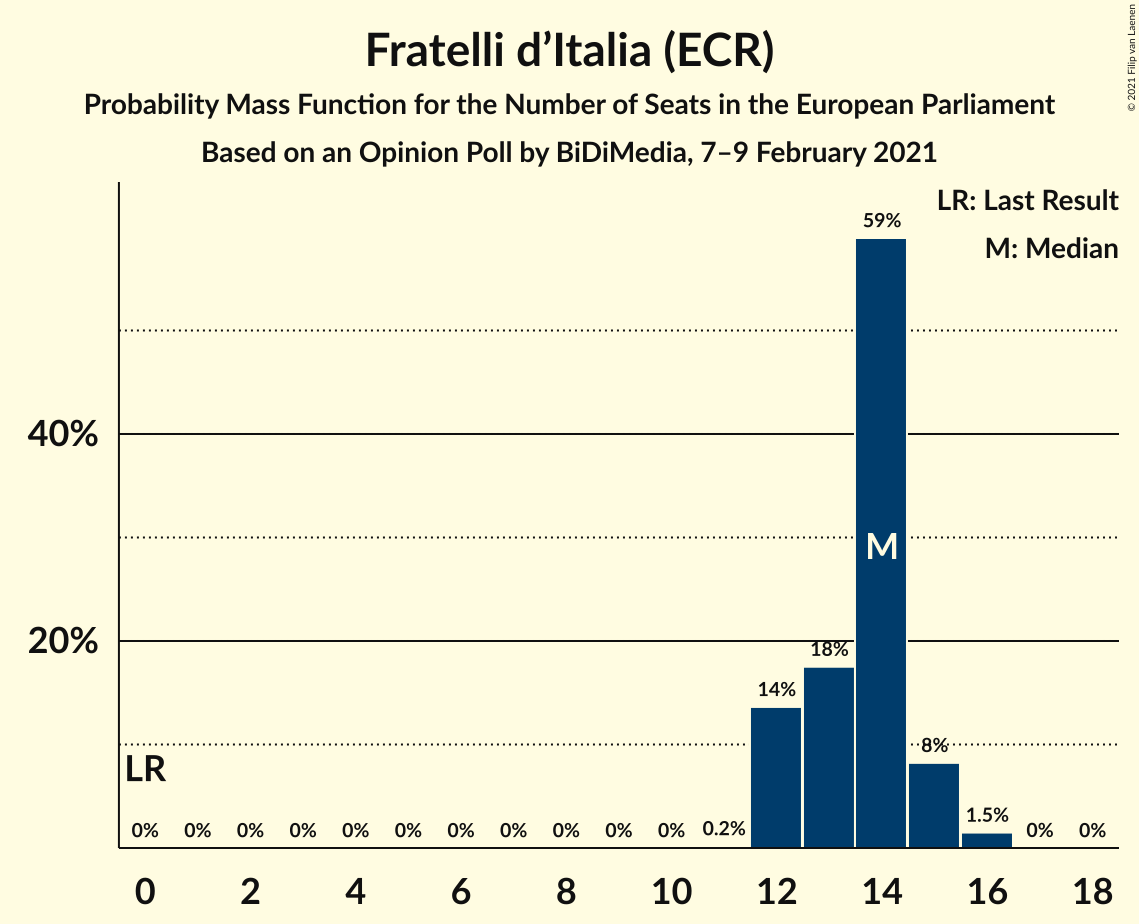 Fratelli d’Italia (ECR)
Probability Mass Function for the Number of Seats in the European Parliament
Based on an Opinion Poll by BiDiMedia, 7–9 February 2021
© 2021 Filip van Laenen
LR: Last Result
M: Median
59%
40%
M
20%
18%
14%
8%
LR
1.5%
0% 0% 0% 0% 0% 0% 0% 0% 0% 0% 0% 0.2% 0% 0%
0 2 4 6 8 10 12 14 16 18